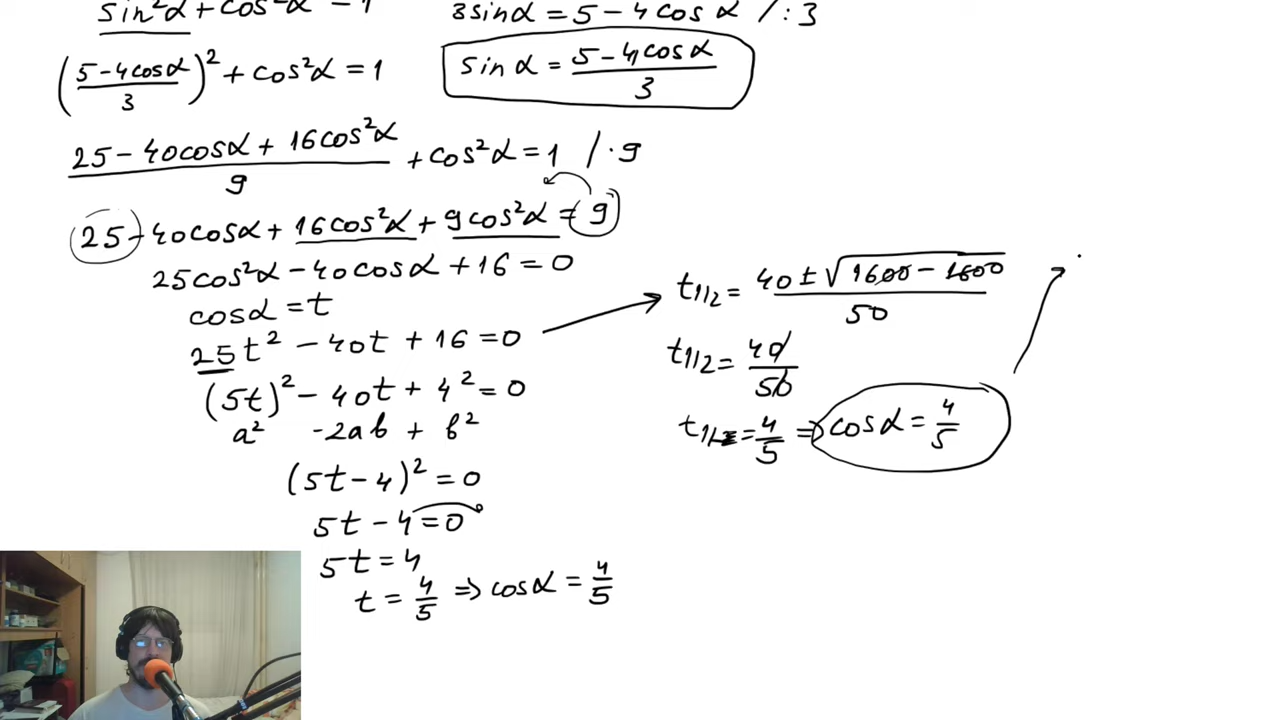 sin²α + cos²α = 1
(5-4cosα/3)² + cos²α = 1
25-40cosα + 16cos²α/9 + cos²α = 1 / ·9
25 - 40cosα + 16cos²α + 9cos²α = 9
25cos²α - 40cosα + 16 = 0
cosα = t
25t² - 40t + 16 = 0
(5t)² - 40t + 4² = 0
a² -2ab + b²
(5t - 4)² = 0
5t - 4 = 0
5t = 4
t = 4/5 ⇒ cosα = 4/5
3sinα = 5 - 4cosα / :3
sinα = 5-4cosα/3
t1/2 = 40 ± √1600 - 1600/50
t1/2 = 40/50
t1/2 = 4/5 ⇒ cosα = 4/5